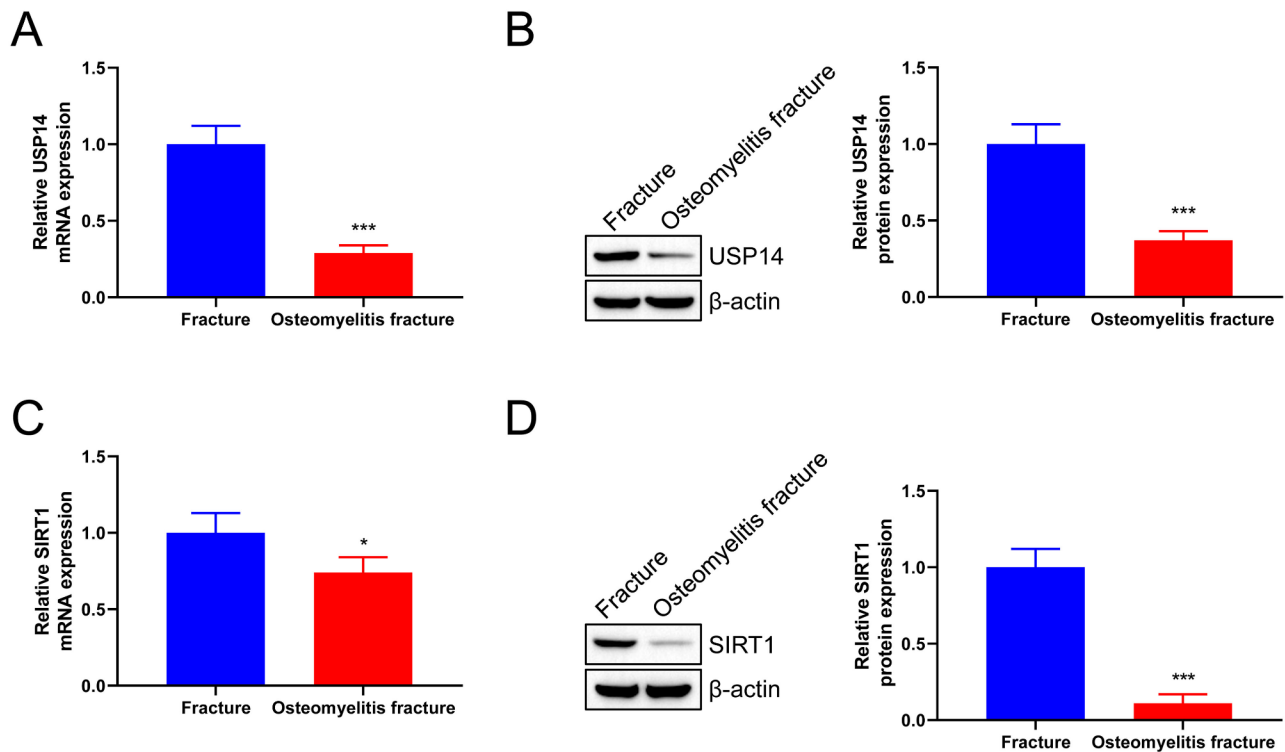 A
Relative USP14
mRNA expression
1.5
1.0
0.5
0.0
***
Fracture
Osteomyelitis fracture
B
Fracture
Osteomyelitis fracture
USP14
β-actin
Relative USP14
protein expression
1.5
1.0
0.5
0.0
***
Fracture
Osteomyelitis fracture
C
Relative SIRT1
mRNA expression
1.5
1.0
0.5
0.0
*
Fracture
Osteomyelitis fracture
D
Fracture
Osteomyelitis fracture
SIRT1
β-actin
Relative SIRT1
protein expression
1.5
1.0
0.5
0.0
***
Fracture
Osteomyelitis fracture